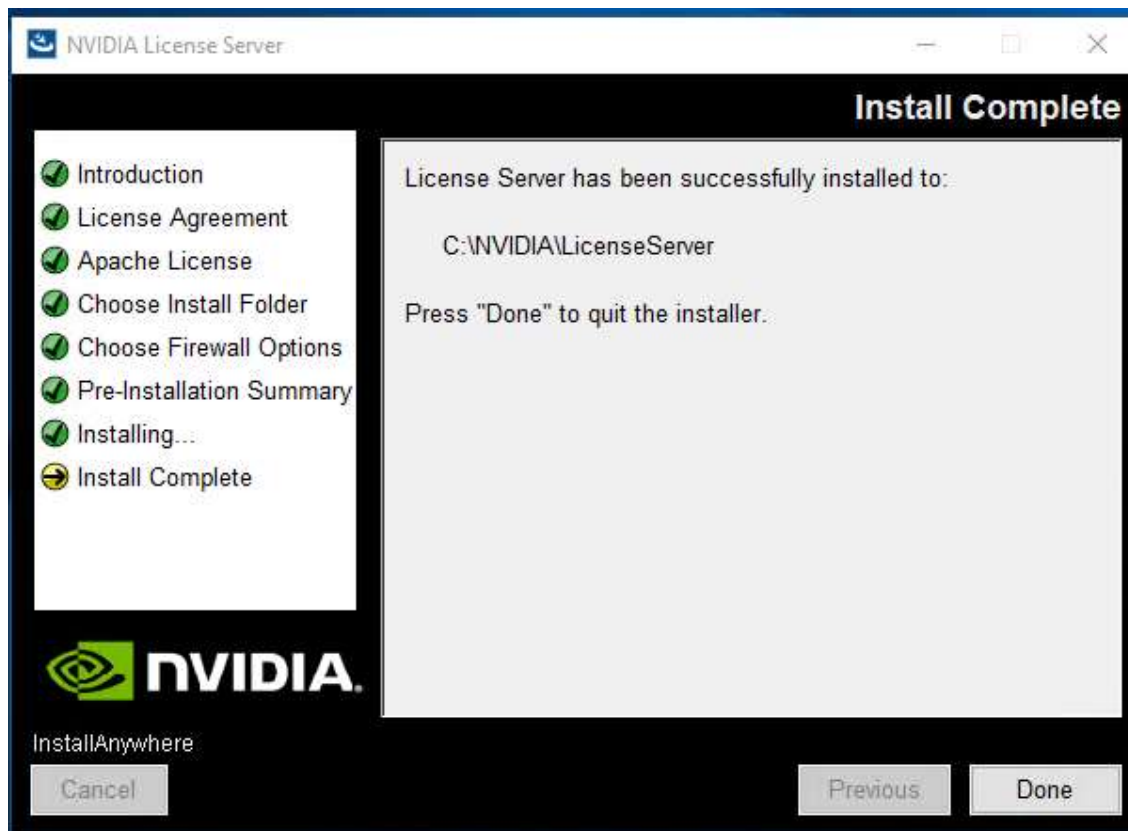 NVIDIA License Server
Install Complete
Introduction
License Agreement
Apache License
Choose Install Folder
Choose Firewall Options
Pre-Installation Summary
Installing...
Install Complete
License Server has been successfully installed to:
C:\NVIDIA\LicenseServer
Press "Done" to quit the installer.
NVIDIA.
InstallAnywhere
Cancel
Previous
Done